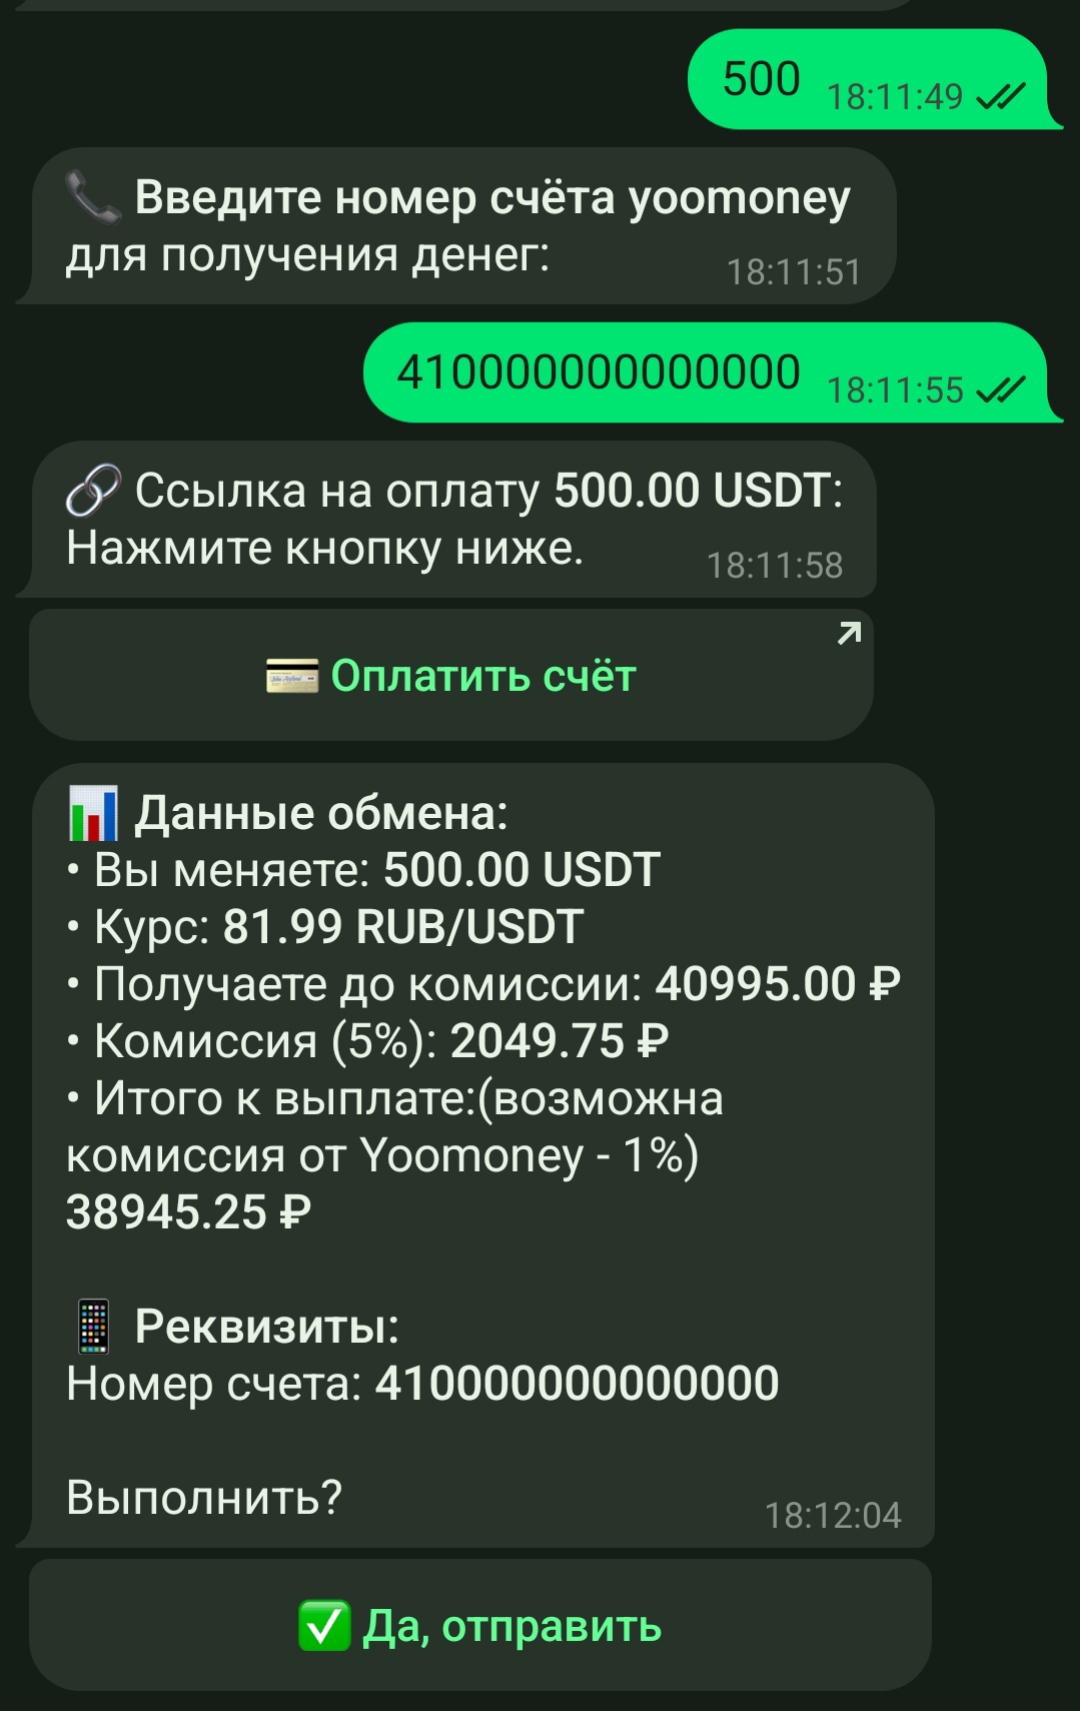 500 18:11:49
Введите номер счёта yoomoney
для получения денег: 18:11:51
410000000000000 18:11:55
Ссылка на оплату 500.00 USDT:
Нажмите кнопку ниже. 18:11:58
Оплатить счёт
Данные обмена:
• Вы меняете: 500.00 USDT
• Курс: 81.99 RUB/USDT
• Получаете до комиссии: 40995.00 ₽
• Комиссия (5%): 2049.75 ₽
• Итого к выплате:(возможна
комиссия от Yoomoney - 1%)
38945.25 ₽
Реквизиты:
Номер счета: 410000000000000
Выполнить? 18:12:04
Да, отправить